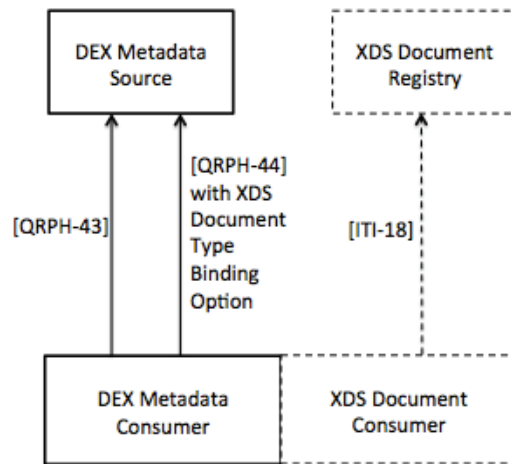 DEX Metadata
Source
XDS Document
Registry
[QRPH-43]
[QRPH-44]
with XDS
Document
Type
Binding
Option
[ITI-18]
DEX Metadata
Consumer
XDS Document
Consumer